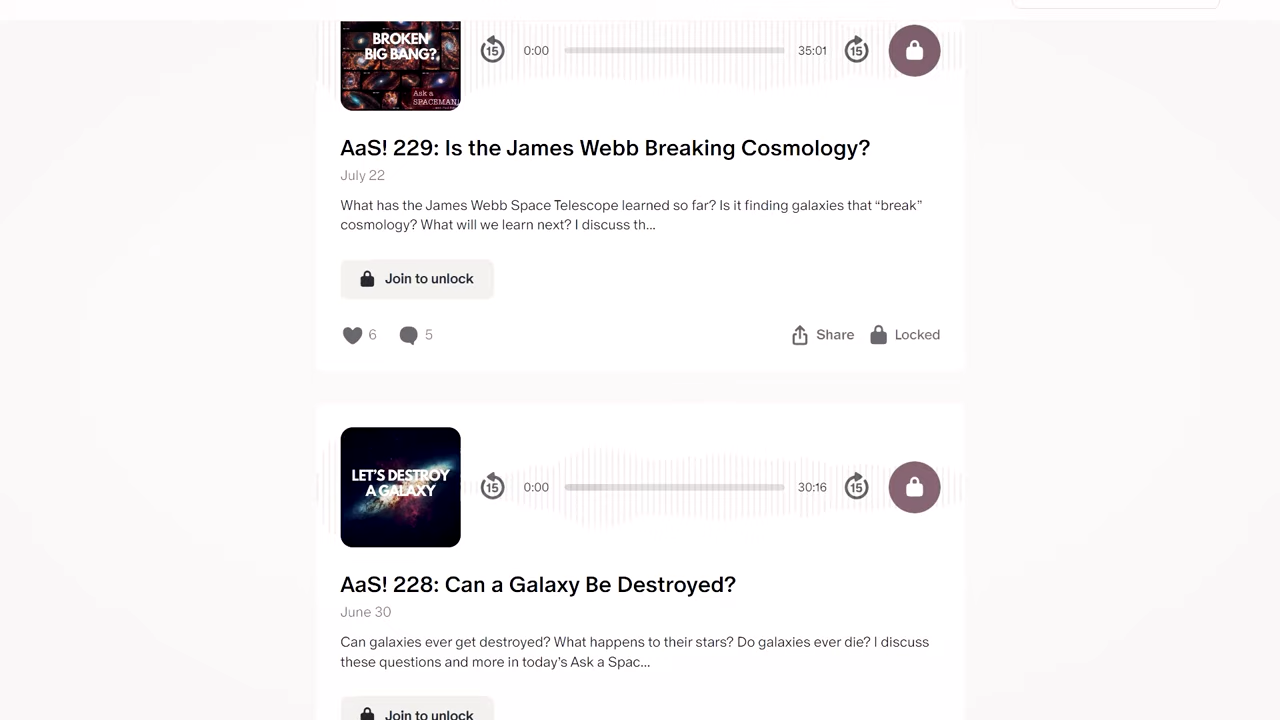 BROKEN
BIG BANG?
Ask a
SPACEMAN!
15 0:00 35:01 15
AaS! 229: Is the James Webb Breaking Cosmology?
July 22
What has the James Webb Space Telescope learned so far? Is it finding galaxies that “break”
cosmology? What will we learn next? I discuss th...
Join to unlock
6 5 Share Locked
LET'S DESTROY
A GALAXY
15 0:00 30:16 15
AaS! 228: Can a Galaxy Be Destroyed?
June 30
Can galaxies ever get destroyed? What happens to their stars? Do galaxies ever die? I discuss
these questions and more in today's Ask a Spac...
Join to unlock